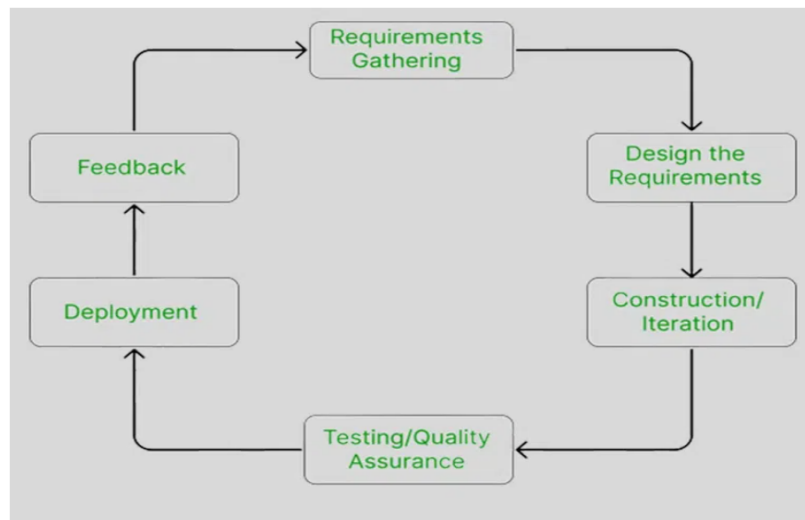 Requirements
Gathering
Design the
Requirements
Construction/
Iteration
Testing/Quality
Assurance
Deployment
Feedback